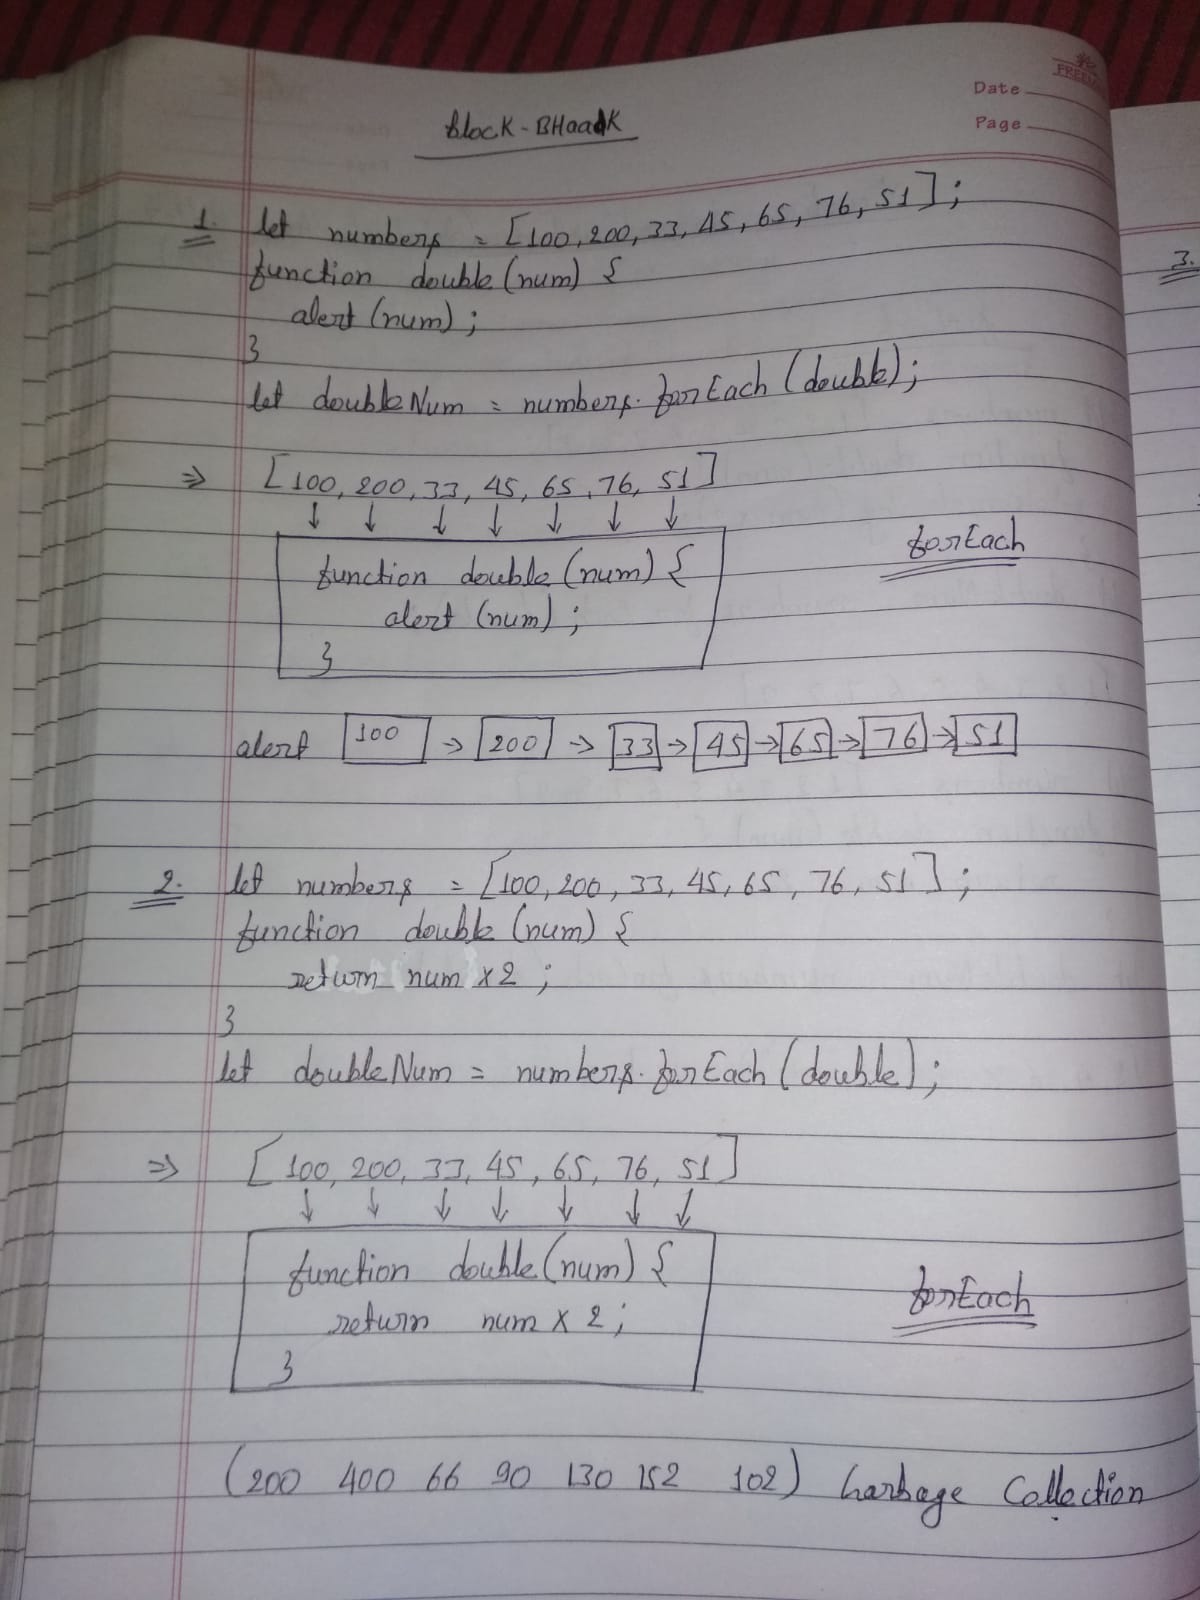 Date
Page
Block-BHaadK
1. let numbers = [100, 200, 33, 45, 65, 76, 51];
function double (num) {
alert (num);
}
let doubleNum = numbers.forEach (double);
⇒ [100, 200, 33, 45, 65, 76, 51]
↓ ↓ ↓ ↓ ↓ ↓ ↓
function double (num) {
alert (num);
}
forEach
alert 100 → 200 → 33 → 45 → 65 → 76 → 51
2. let numbers = [100, 200, 33, 45, 65, 76, 51];
function double (num) {
return num x 2;
}
let doubleNum = numbers.forEach (double);
⇒ [100, 200, 33, 45, 65, 76, 51]
↓ ↓ ↓ ↓ ↓ ↓ ↓
function double (num) {
return num x 2;
}
forEach
(200 400 66 90 130 152 102) Garbage Collection
3.